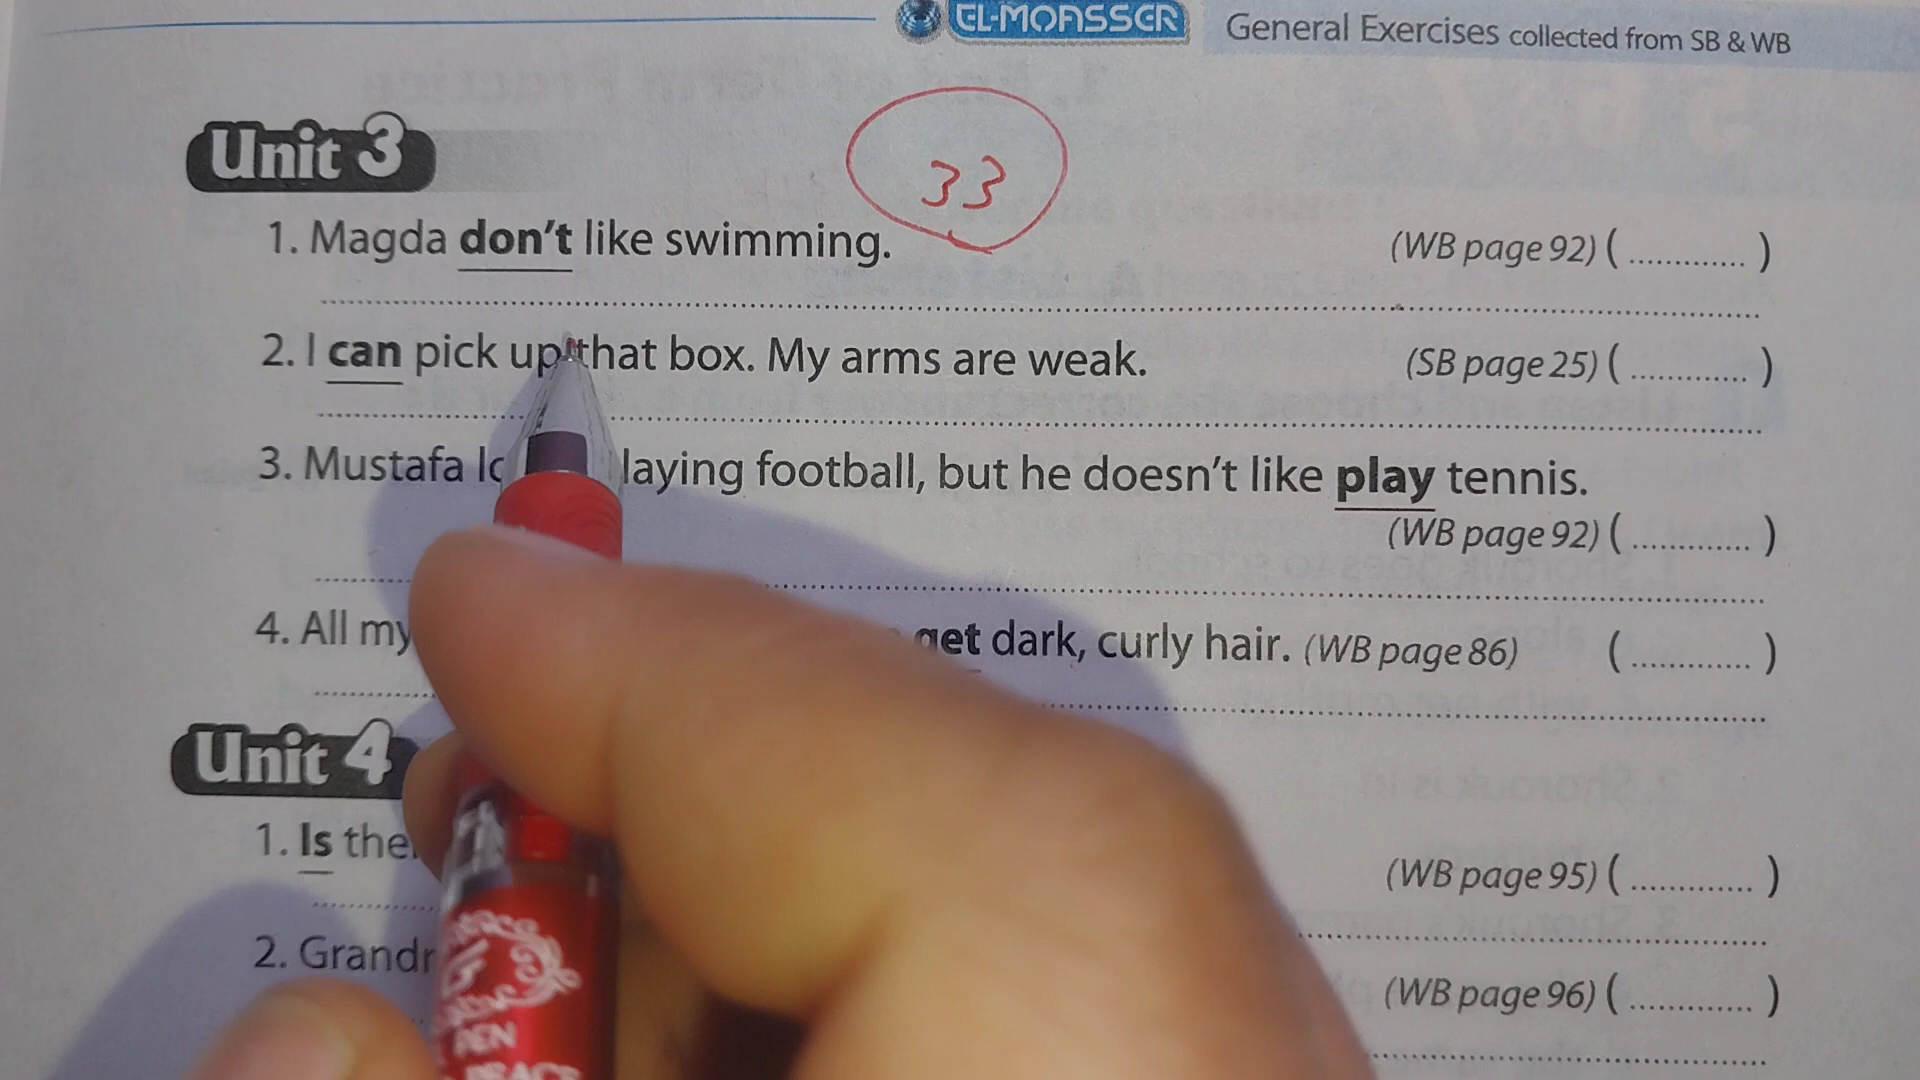 EL-MOASSER
General Exercises collected from SB & WB
Unit 3
33
1. Magda don't like swimming. (WB page 92) (............. )
2. I can pick up that box. My arms are weak. (SB page 25) (............. )
3. Mustafa laying football, but he doesn't like play tennis.
(WB page 92) (............. )
4. All my get dark, curly hair. (WB page 86) (............. )
Unit 4
1. Is (WB page 95) (............. )
2. (WB page 96) (............. )
PEN